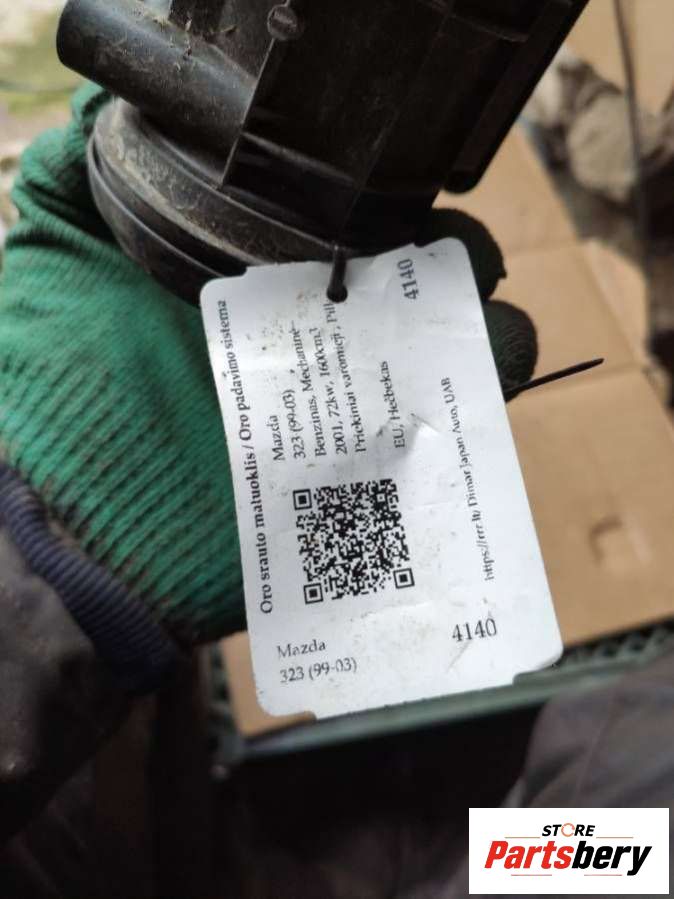 Oro srauto matuoklis / Oro padavimo sistema
Mazda
323 (99-03)
Benzinas, Mechaninė
2001, 72kw, 1600cm3
Priekiniai varomieji
EU, Hečbekas
4140
https://rrr.lt/ Dimar Japan Auto, UAB
Mazda
323 (99-03)
4140
STORE
Partsbery